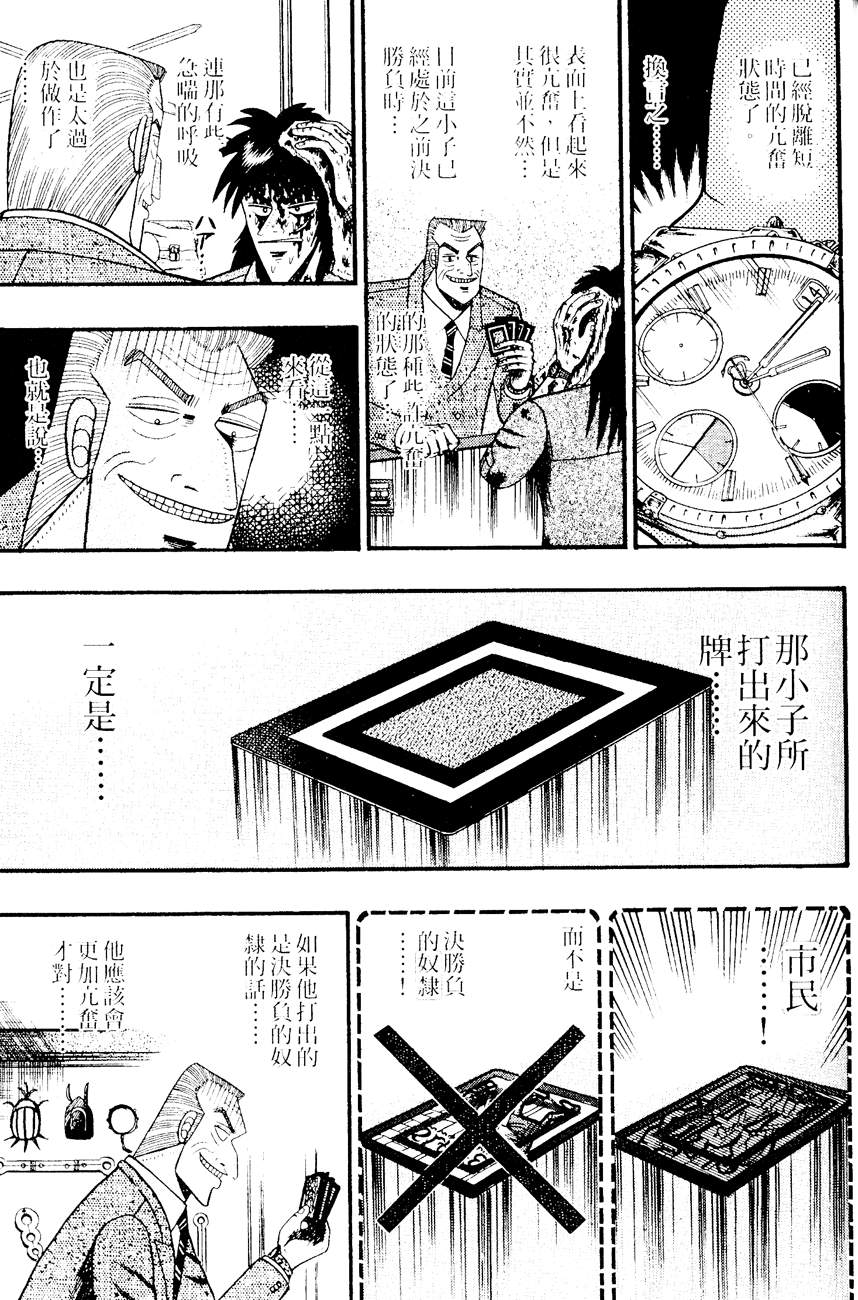 已經脫離短
時間的亢奮
狀態了。
換言之……
表面上看起來
很亢奮，但是
其實並不然…
目前這小子已
經處於之前決
勝負時…
的那種些許亢奮
的狀態了…
連那有些
急喘的呼吸
也是太過
於做作了
從這一點
來看……
也就是說…
那小子所
打出來的
牌……
一定是……
市民
……！
而不是
決勝負
的奴隸
……！
如果他打出的
是決勝負的奴
隸的話……
他應該會
更加亢奮
才對……